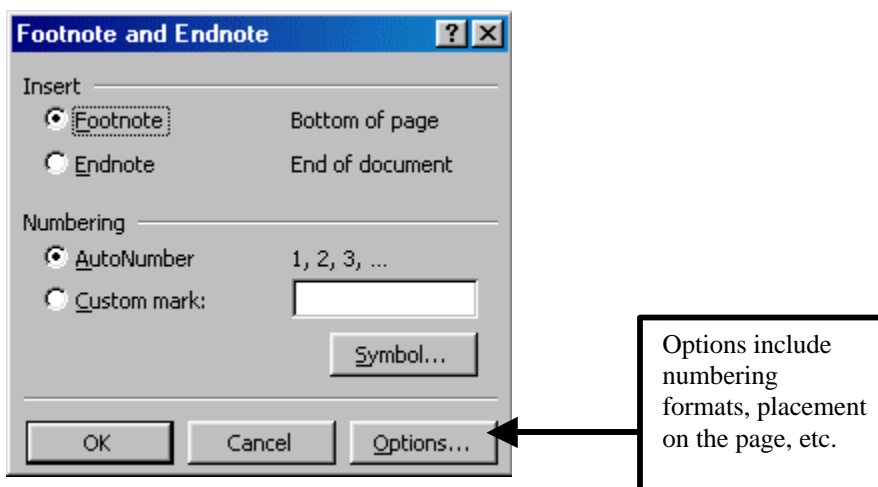 Footnote and Endnote
Insert
Footnote Bottom of page
Endnote End of document
Numbering
AutoNumber 1, 2, 3, ...
Custom mark:
Symbol...
OK Cancel Options...
Options include
numbering
formats, placement
on the page, etc.